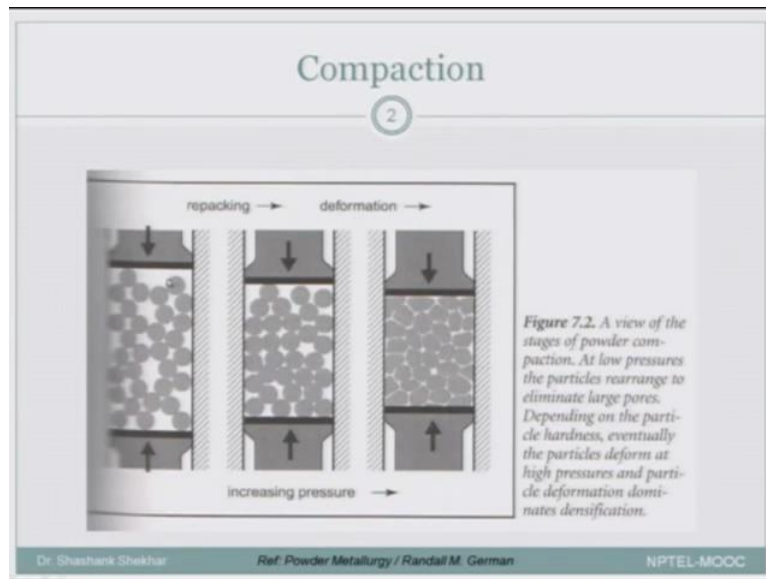 Compaction
2
repacking → deformation →
increasing pressure →
Figure 7.2. A view of the
stages of powder com-
paction. At low pressures
the particles rearrange to
eliminate large pores.
Depending on the parti-
cle hardness, eventually
the particles deform at
high pressures and parti-
cle deformation domi-
nates densification.
Dr. Shashank Shekhar
Ref: Powder Metallurgy / Randall M. German
NPTEL-MOOC